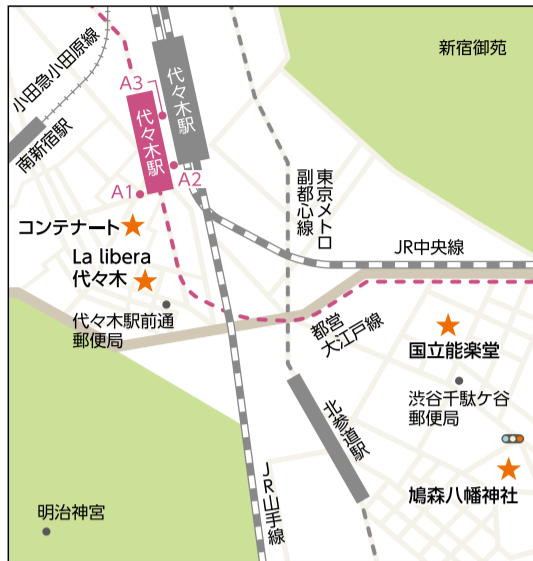 新宿御苑
小田急小田原線
南新宿駅
A3
代々木駅
代々木駅
A1
A2
コンテナート
La libera
代々木
代々木駅前通
郵便局
東京メトロ
副都心線
JR中央線
都営
大江戸線
国立能楽堂
渋谷千駄ケ谷
郵便局
北参道駅
鳩森八幡神社
JR山手線
明治神宮